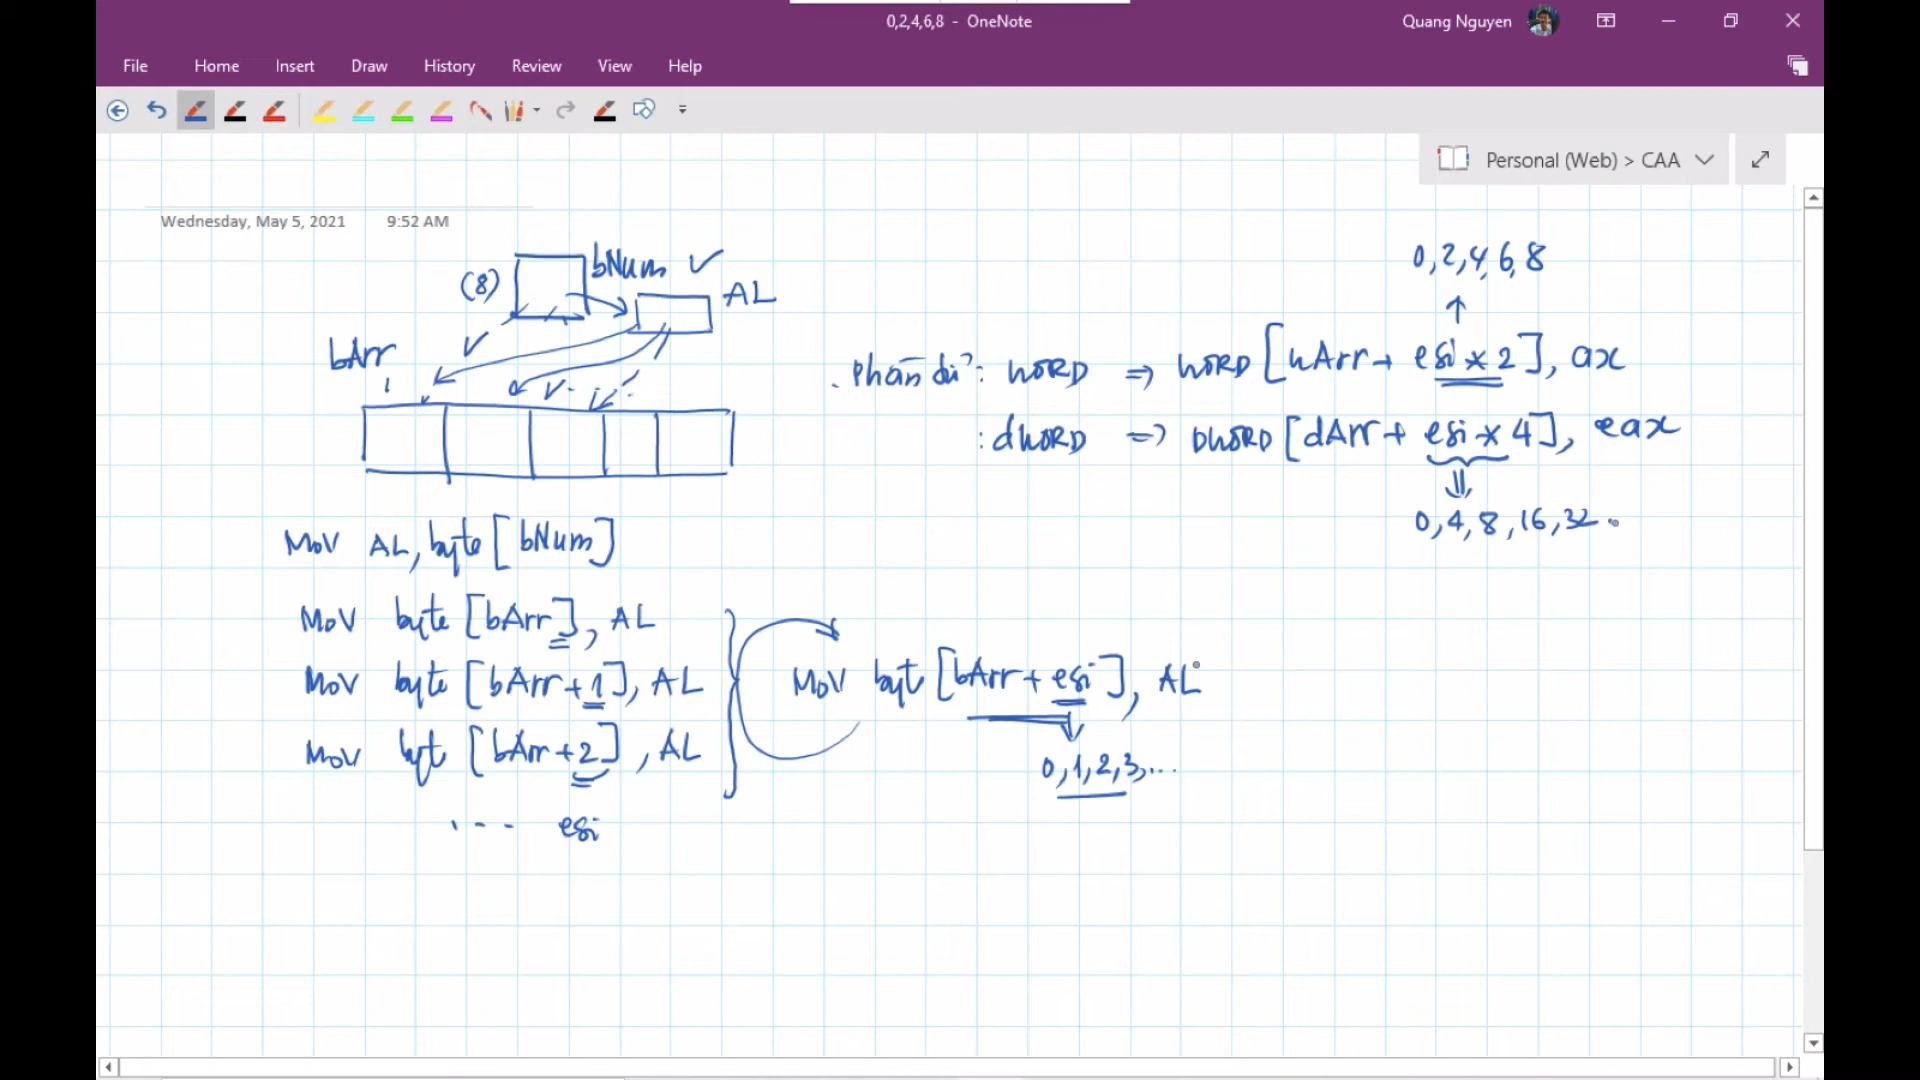 0,2,4,6,8 - OneNote
Quang Nguyen
File Home Insert Draw History Review View Help
Personal (Web) > CAA
Wednesday, May 5, 2021 9:52 AM
bNum
(8)
AL
bArr
MOV AL, byte [bNum]
MOV byte [bArr], AL
MOV byte [bArr+1], AL
MOV byt [bArr+2], AL
... esi
MOV byt [bArr+esi], AL
0,1,2,3,...
0,2,4,6,8
. Phần tử : WORD => WORD [wArr+ esi * 2], ax
: dWORD => DWORD [dArr+ esi * 4], eax
0,4,8,16,32.